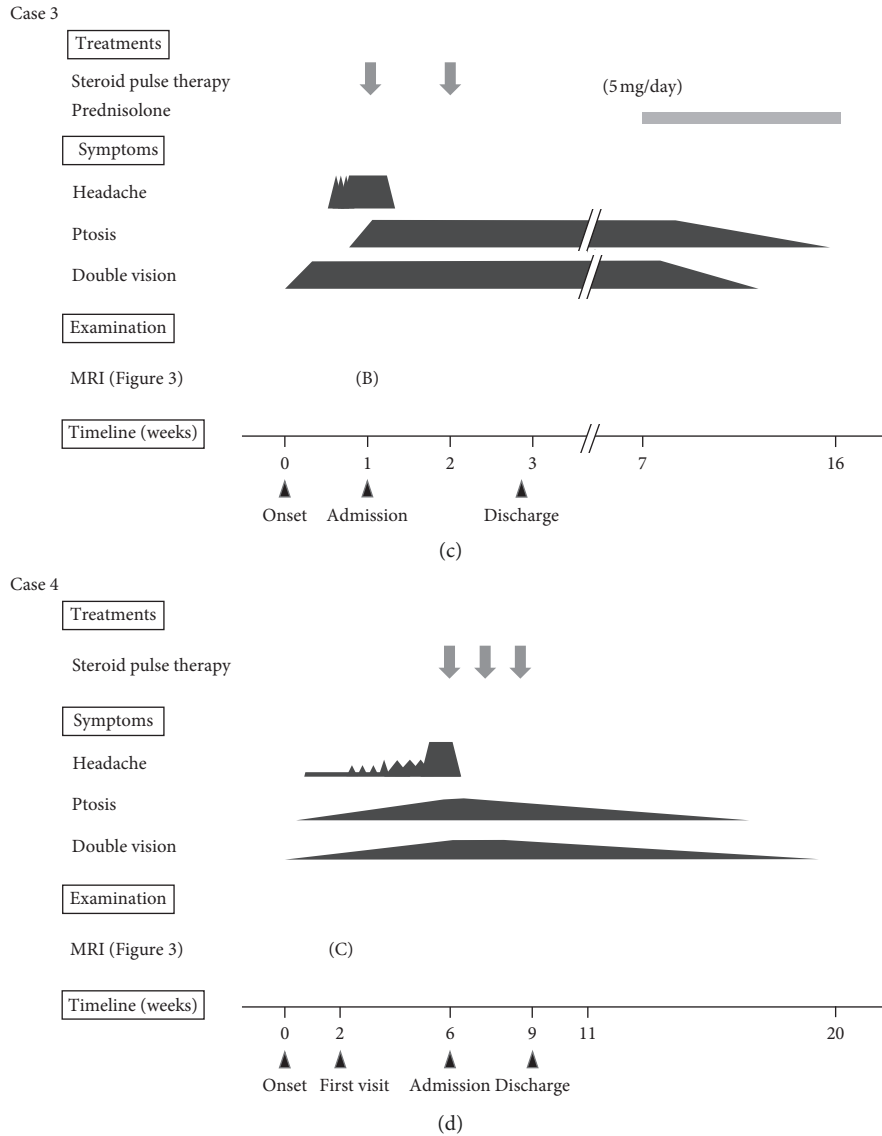 Case 3
Treatments
Steroid pulse therapy
(5 mg/day)
Prednisolone
Symptoms
Headache
Ptosis
Double vision
Examination
MRI (Figure 3) (B)
Timeline (weeks)
0 1 2 3 7 16
Onset Admission Discharge
(c)
Case 4
Treatments
Steroid pulse therapy
Symptoms
Headache
Ptosis
Double vision
Examination
MRI (Figure 3) (C)
Timeline (weeks)
0 2 6 9 11 20
Onset First visit Admission Discharge
(d)